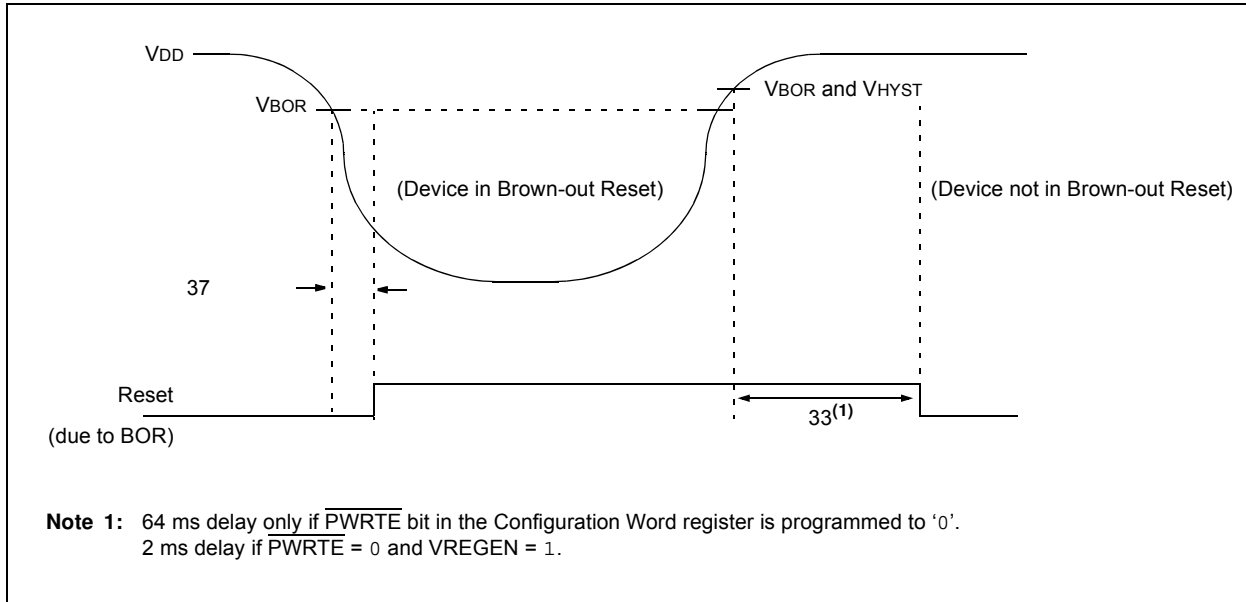 VDD
VBOR and VHYST
VBOR
(Device in Brown-out Reset)
(Device not in Brown-out Reset)
37
Reset
33(1)
(due to BOR)
Note 1: 64 ms delay only if PWRTE bit in the Configuration Word register is programmed to ‘0’.
2 ms delay if PWRTE = 0 and VREGEN = 1.